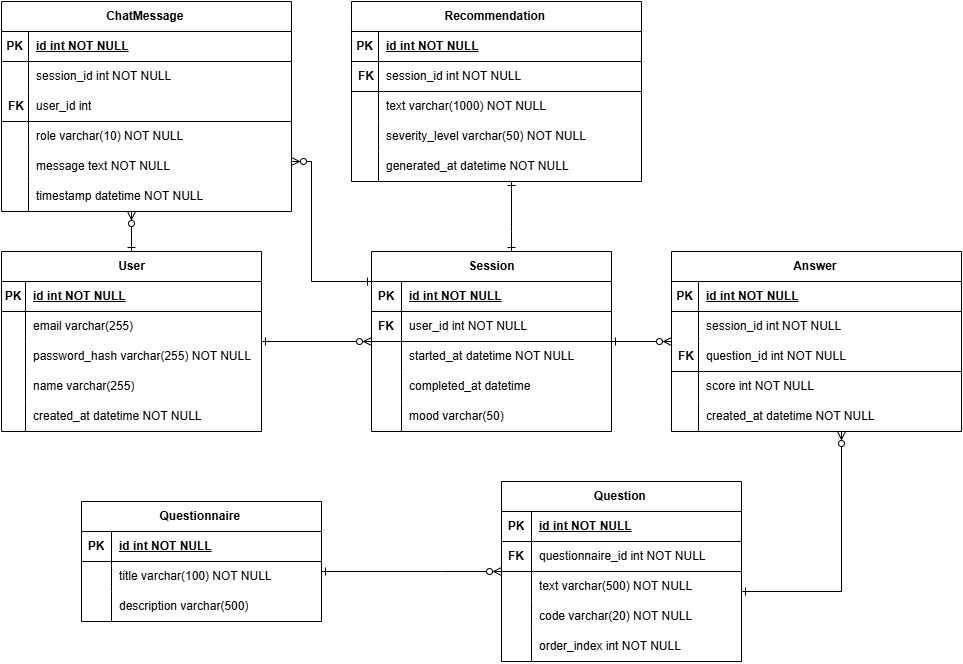 ChatMessage
PK id int NOT NULL
session_id int NOT NULL
FK user_id int
role varchar(10) NOT NULL
message text NOT NULL
timestamp datetime NOT NULL
Recommendation
PK id int NOT NULL
FK session_id int NOT NULL
text varchar(1000) NOT NULL
severity_level varchar(50) NOT NULL
generated_at datetime NOT NULL
User
PK id int NOT NULL
email varchar(255)
password_hash varchar(255) NOT NULL
name varchar(255)
created_at datetime NOT NULL
Session
PK id int NOT NULL
FK user_id int NOT NULL
started_at datetime NOT NULL
completed_at datetime
mood varchar(50)
Answer
PK id int NOT NULL
session_id int NOT NULL
FK question_id int NOT NULL
score int NOT NULL
created_at datetime NOT NULL
Questionnaire
PK id int NOT NULL
title varchar(100) NOT NULL
description varchar(500)
Question
PK id int NOT NULL
FK questionnaire_id int NOT NULL
text varchar(500) NOT NULL
code varchar(20) NOT NULL
order_index int NOT NULL